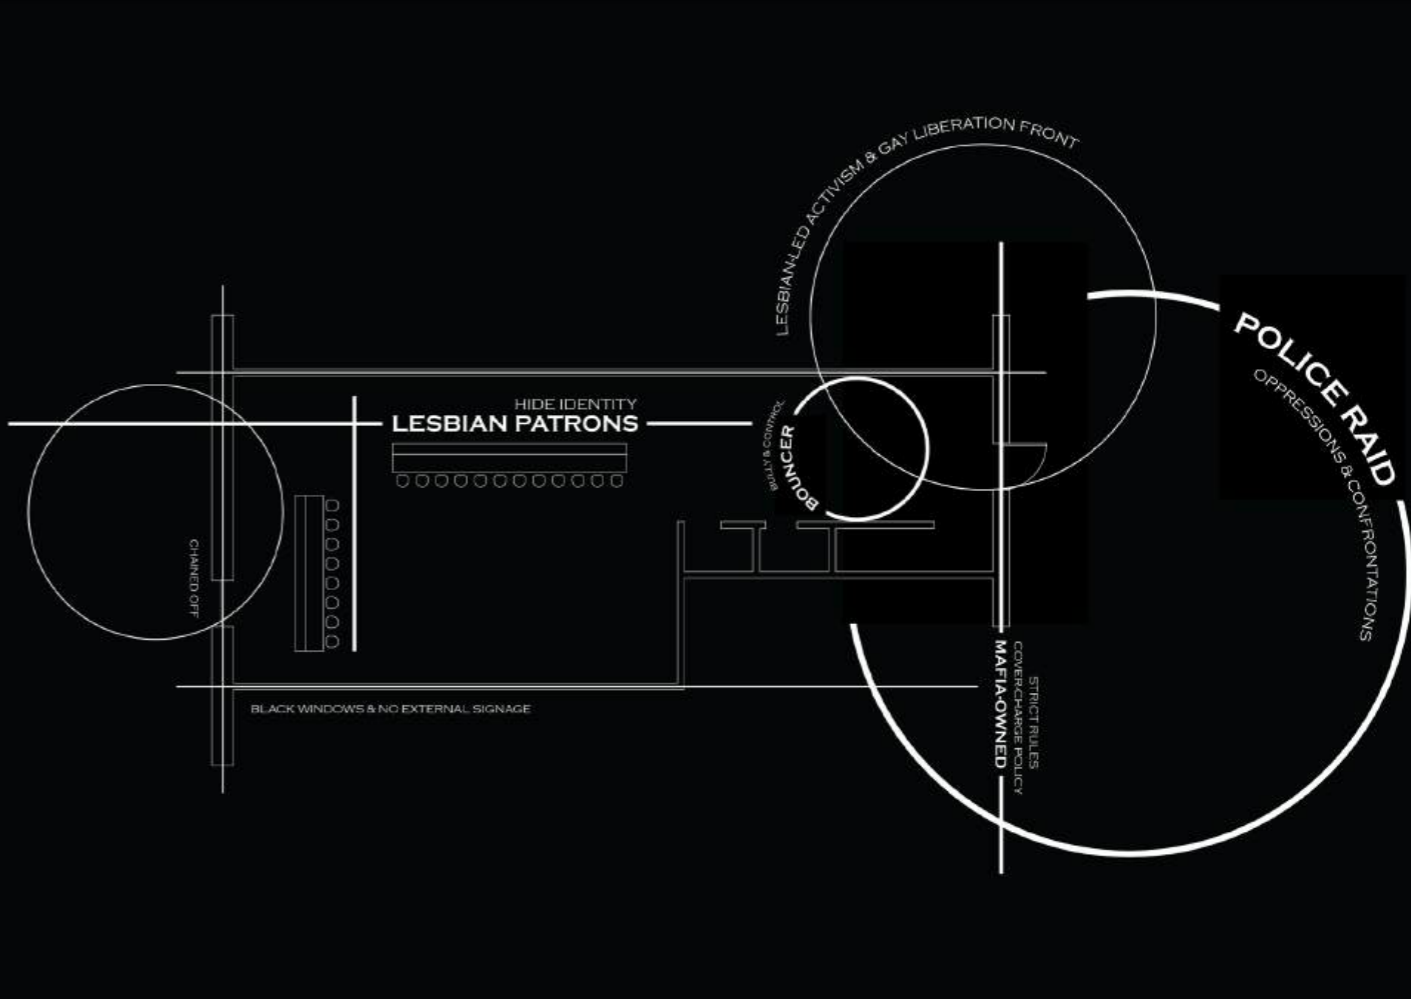 LESBIAN-LED ACTIVISM & GAY LIBERATION FRONT
POLICE RAID
OPPRESSIONS & CONFRONTATIONS
HIDE IDENTITY
LESBIAN PATRONS
BULLY & CONTROL
BOUNCER
CHAINED OFF
BLACK WINDOWS & NO EXTERNAL SIGNAGE
STRICT RULES
COVER-CHARGE POLICY
MAFIA-OWNED